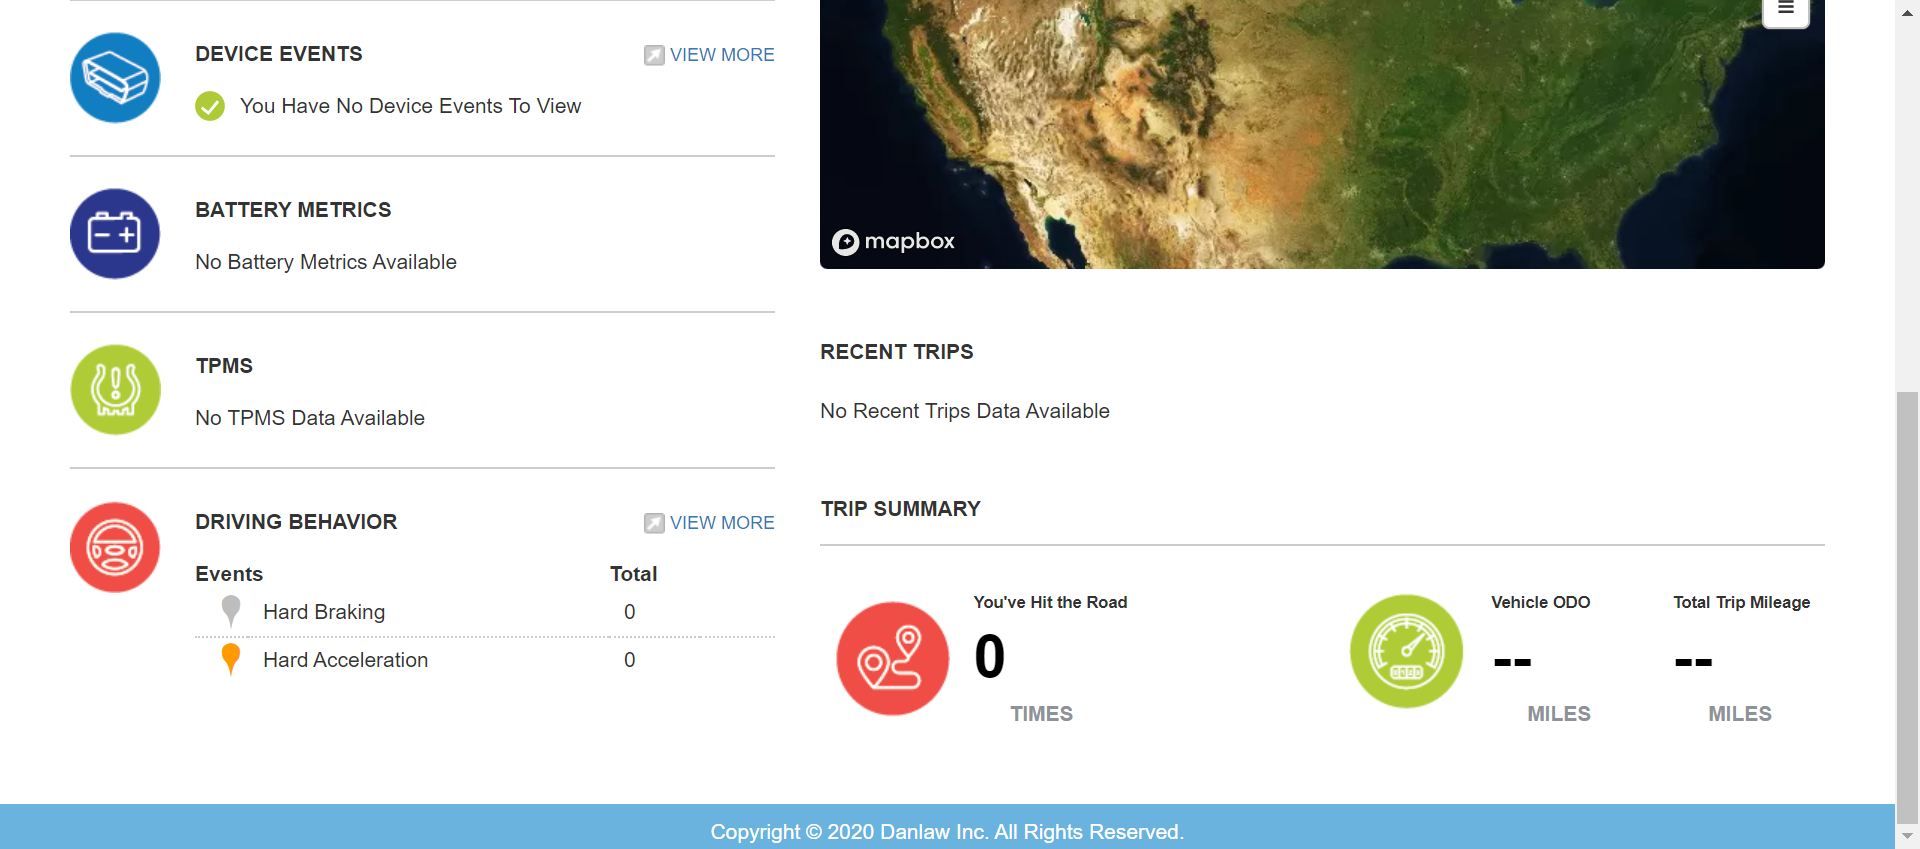 DEVICE EVENTS
VIEW MORE
You Have No Device Events To View
BATTERY METRICS
No Battery Metrics Available
TPMS
No TPMS Data Available
DRIVING BEHAVIOR
VIEW MORE
Events Total
Hard Braking 0
Hard Acceleration 0
mapbox
RECENT TRIPS
No Recent Trips Data Available
TRIP SUMMARY
You've Hit the Road
0
TIMES
Vehicle ODO
--
MILES
Total Trip Mileage
--
MILES
Copyright © 2020 Danlaw Inc. All Rights Reserved.